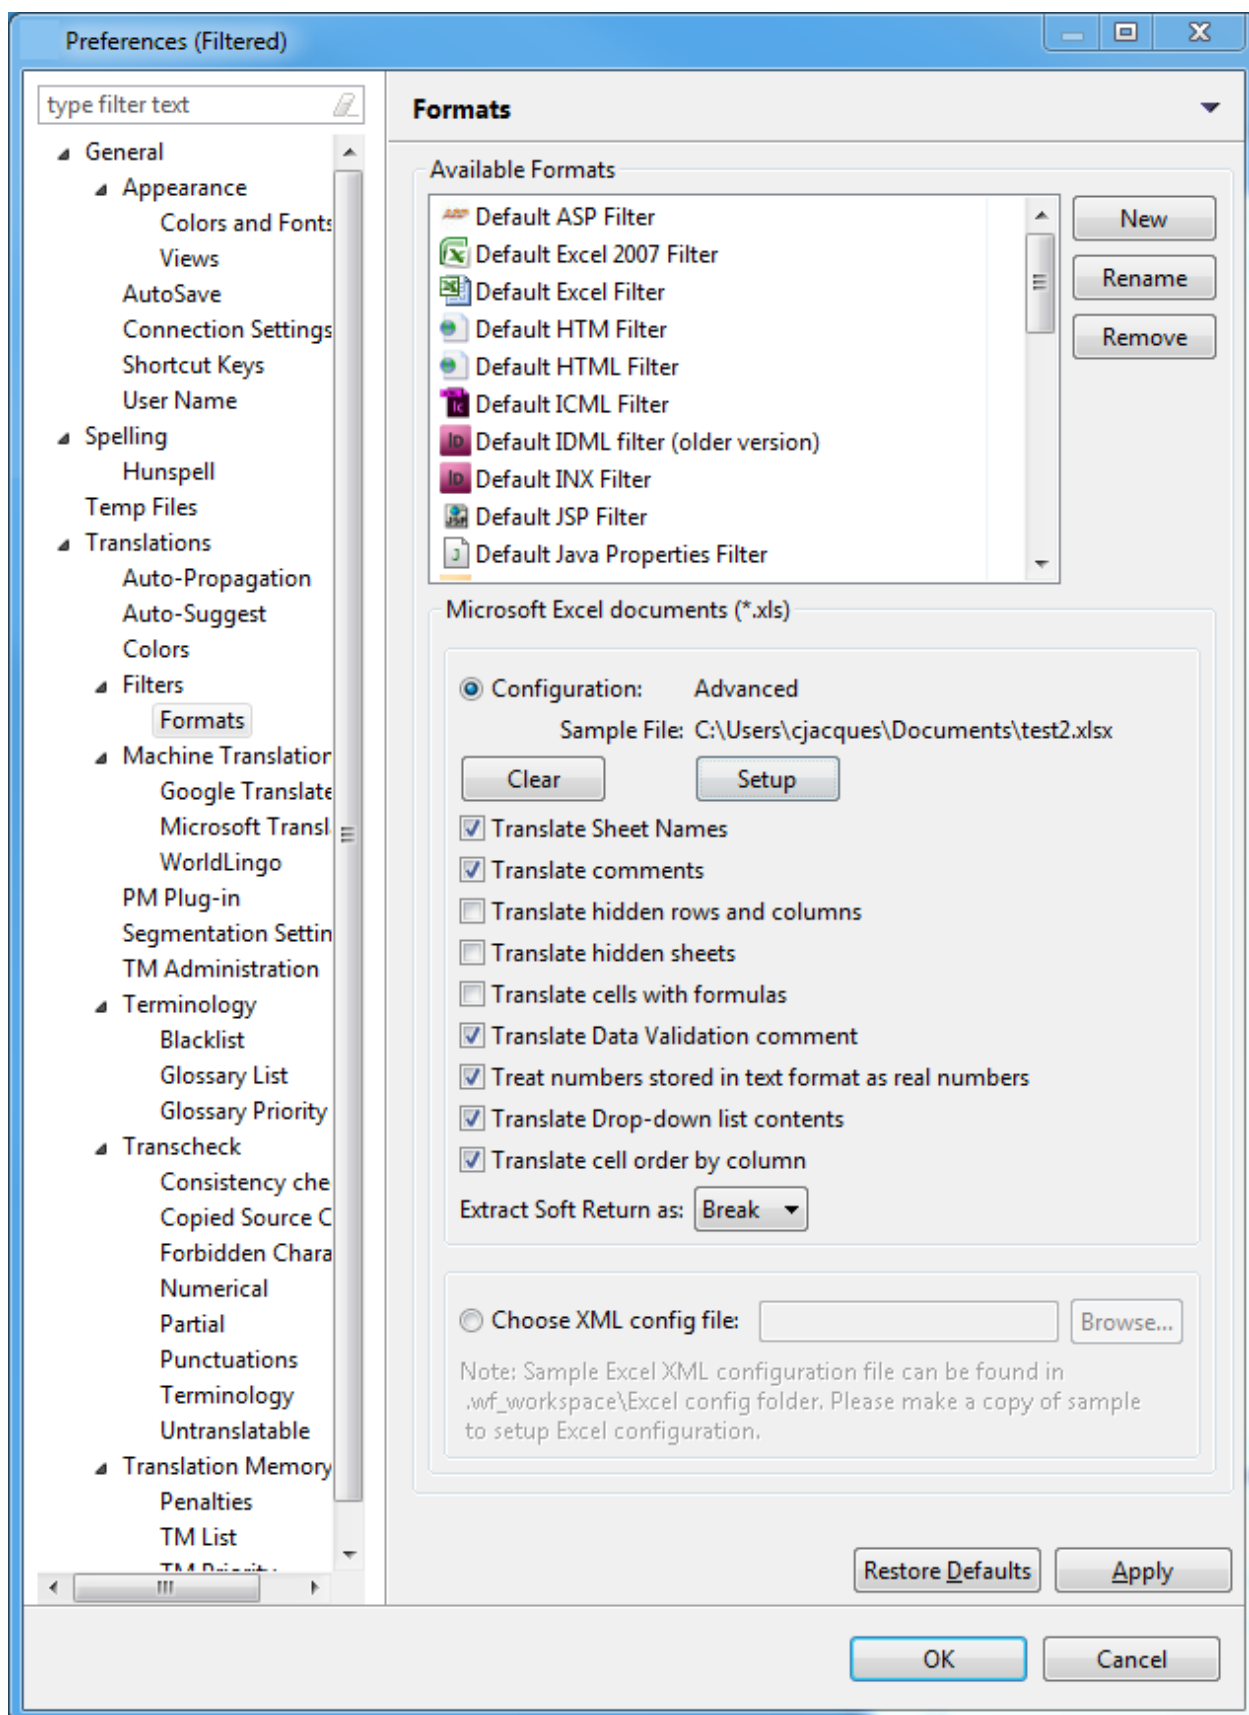 Preferences (Filtered)
type filter text
General
Appearance
Colors and Fonts
Views
AutoSave
Connection Settings
Shortcut Keys
User Name
Spelling
Hunspell
Temp Files
Translations
Auto-Propagation
Auto-Suggest
Colors
Filters
Formats
Machine Translation
Google Translate
Microsoft Transl
WorldLingo
PM Plug-in
Segmentation Settin
TM Administration
Terminology
Blacklist
Glossary List
Glossary Priority
Transcheck
Consistency che
Copied Source C
Forbidden Chara
Numerical
Partial
Punctuations
Terminology
Untranslatable
Translation Memory
Penalties
TM List
TM Priority
Formats
Available Formats
Default ASP Filter
Default Excel 2007 Filter
Default Excel Filter
Default HTM Filter
Default HTML Filter
Default ICML Filter
Default IDML filter (older version)
Default INX Filter
Default JSP Filter
Default Java Properties Filter
New
Rename
Remove
Microsoft Excel documents (*.xls)
Configuration: Advanced
Sample File: C:\Users\cjacques\Documents\test2.xlsx
Clear Setup
Translate Sheet Names
Translate comments
Translate hidden rows and columns
Translate hidden sheets
Translate cells with formulas
Translate Data Validation comment
Treat numbers stored in text format as real numbers
Translate Drop-down list contents
Translate cell order by column
Extract Soft Return as: Break
Choose XML config file: Browse...
Note: Sample Excel XML configuration file can be found in
.wf_workspace\Excel config folder. Please make a copy of sample
to setup Excel configuration.
Restore Defaults Apply
OK Cancel